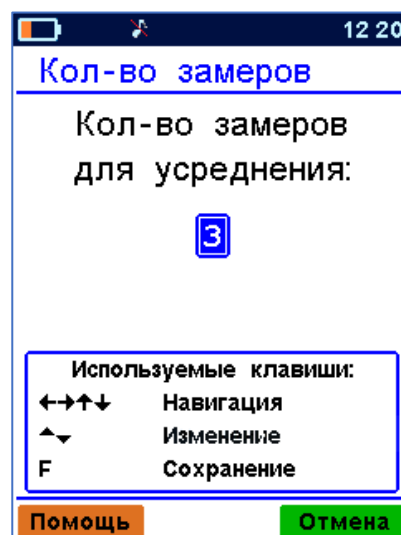 12 20
Кол-во замеров
Кол-во замеров
для усреднения:
3
Используемые клавиши:
←→↑↓ Навигация
▲▼ Изменение
F Сохранение
Помощь Отмена